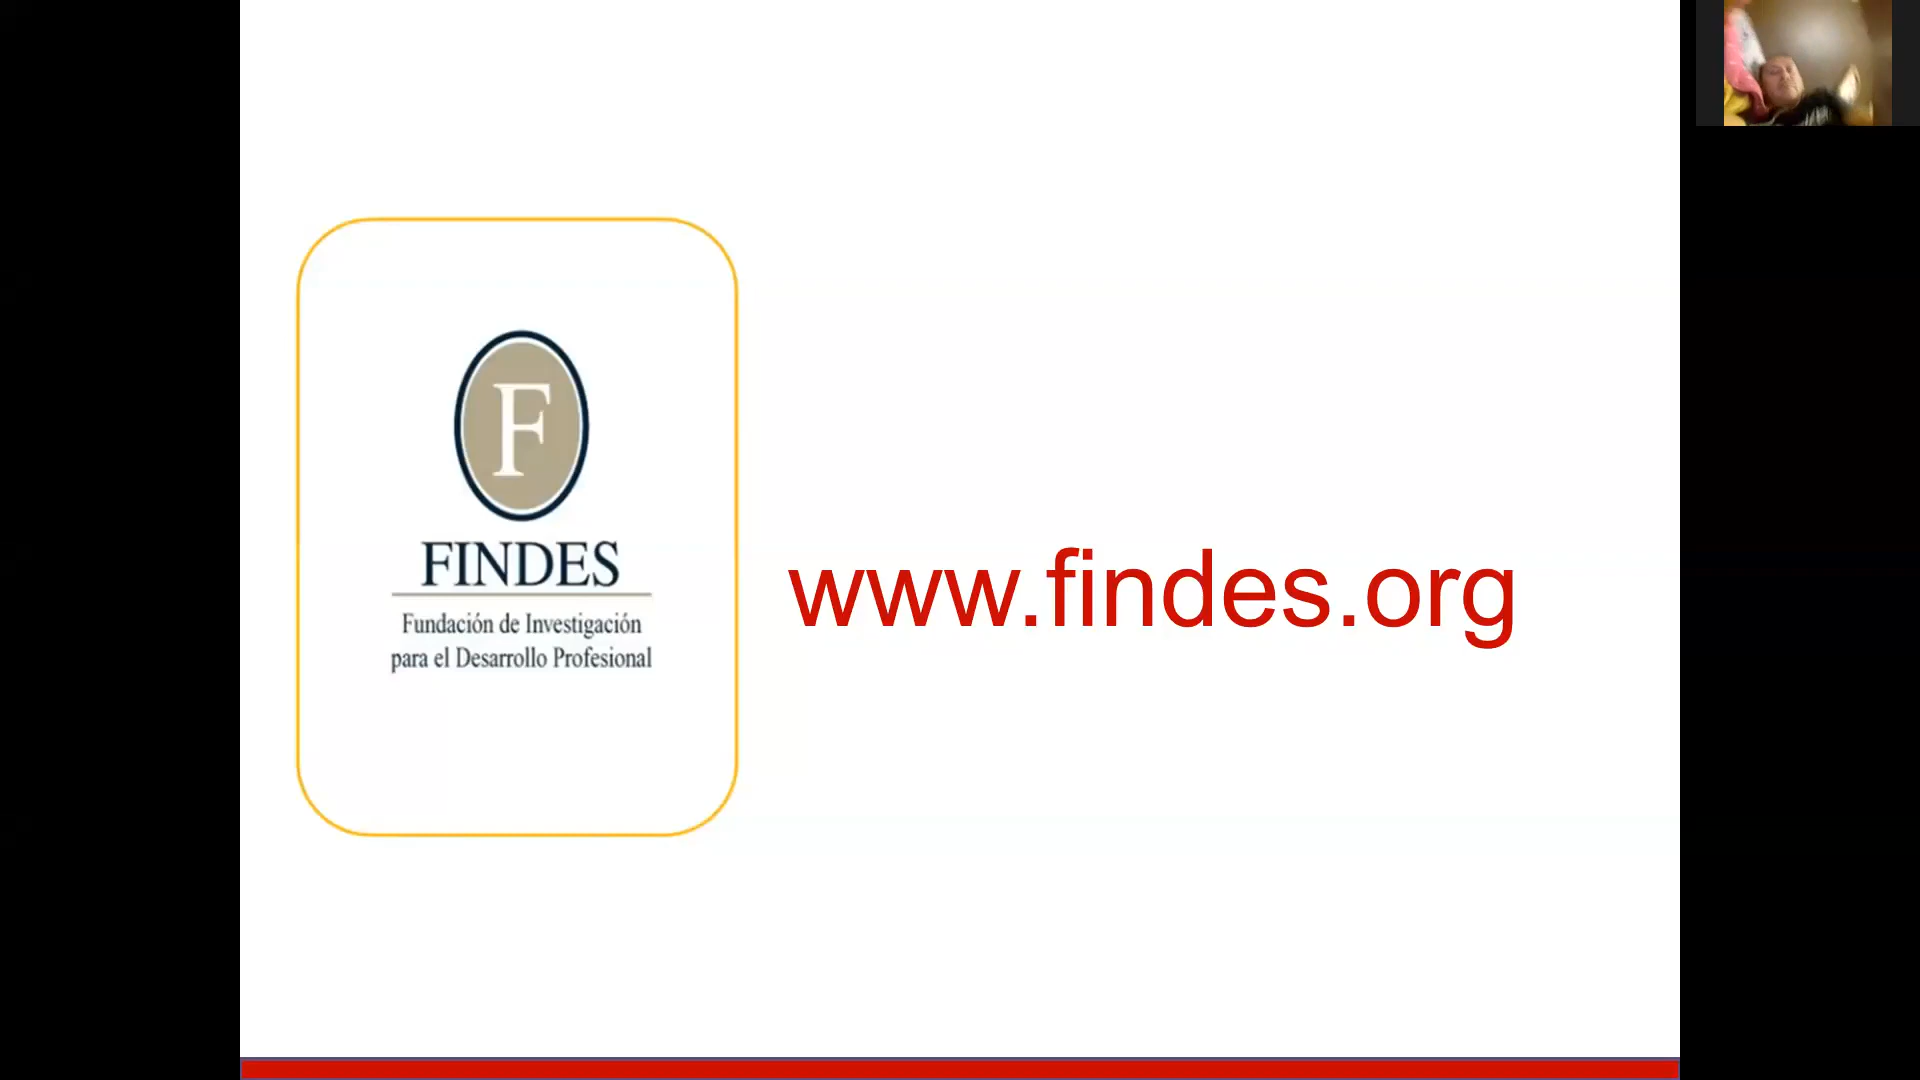 F
FINDES
Fundación de Investigación
para el Desarrollo Profesional
www.findes.org